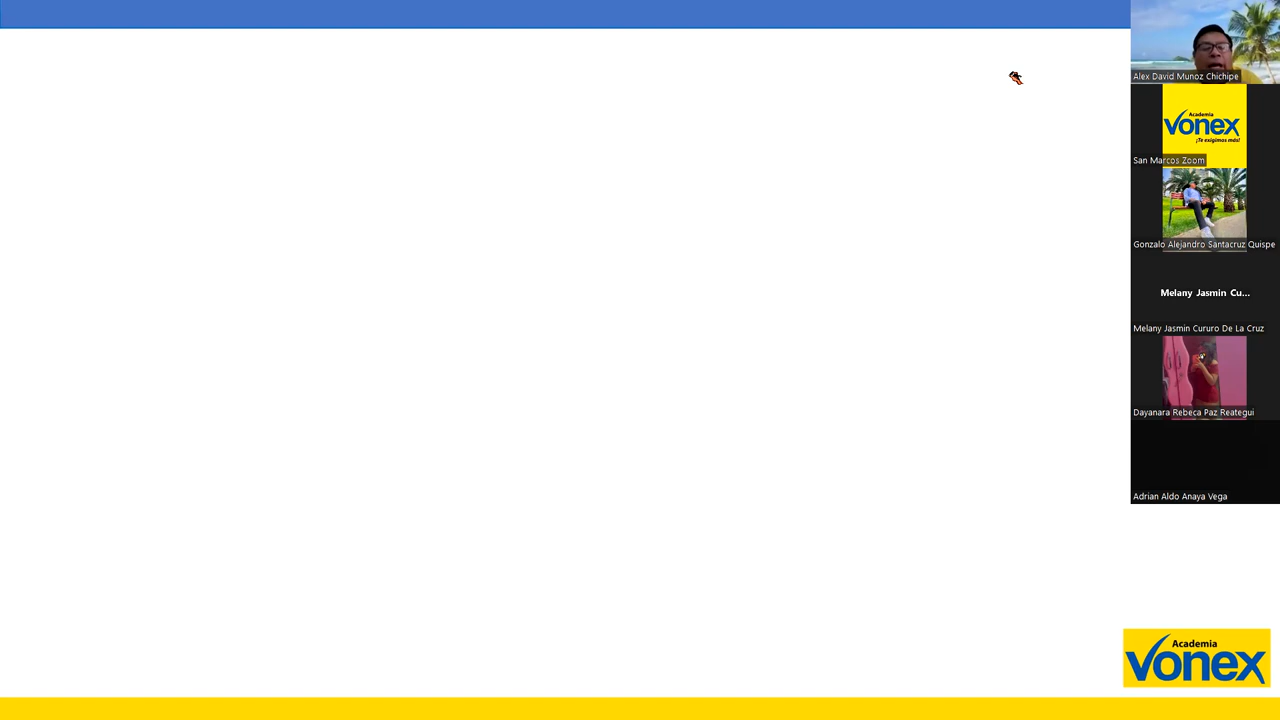 Alex David Munoz Chichipe
Academia
Vonex
¡Te exigimos más!
San Marcos Zoom
Gonzalo Alejandro Santacruz Quispe
Melany Jasmin Cu...
Melany Jasmin Cururo De La Cruz
Dayanara Rebeca Paz Reategui
Adrian Aldo Anaya Vega
Academia
Vonex